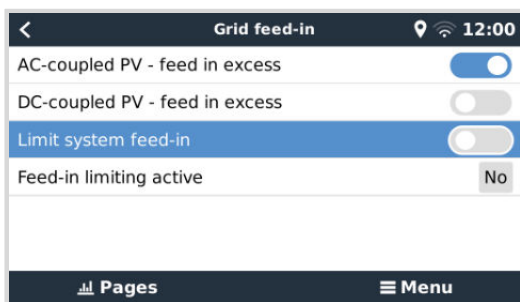 Grid feed-in 12:00
AC-coupled PV - feed in excess
DC-coupled PV - feed in excess
Limit system feed-in
Feed-in limiting active No
Pages Menu